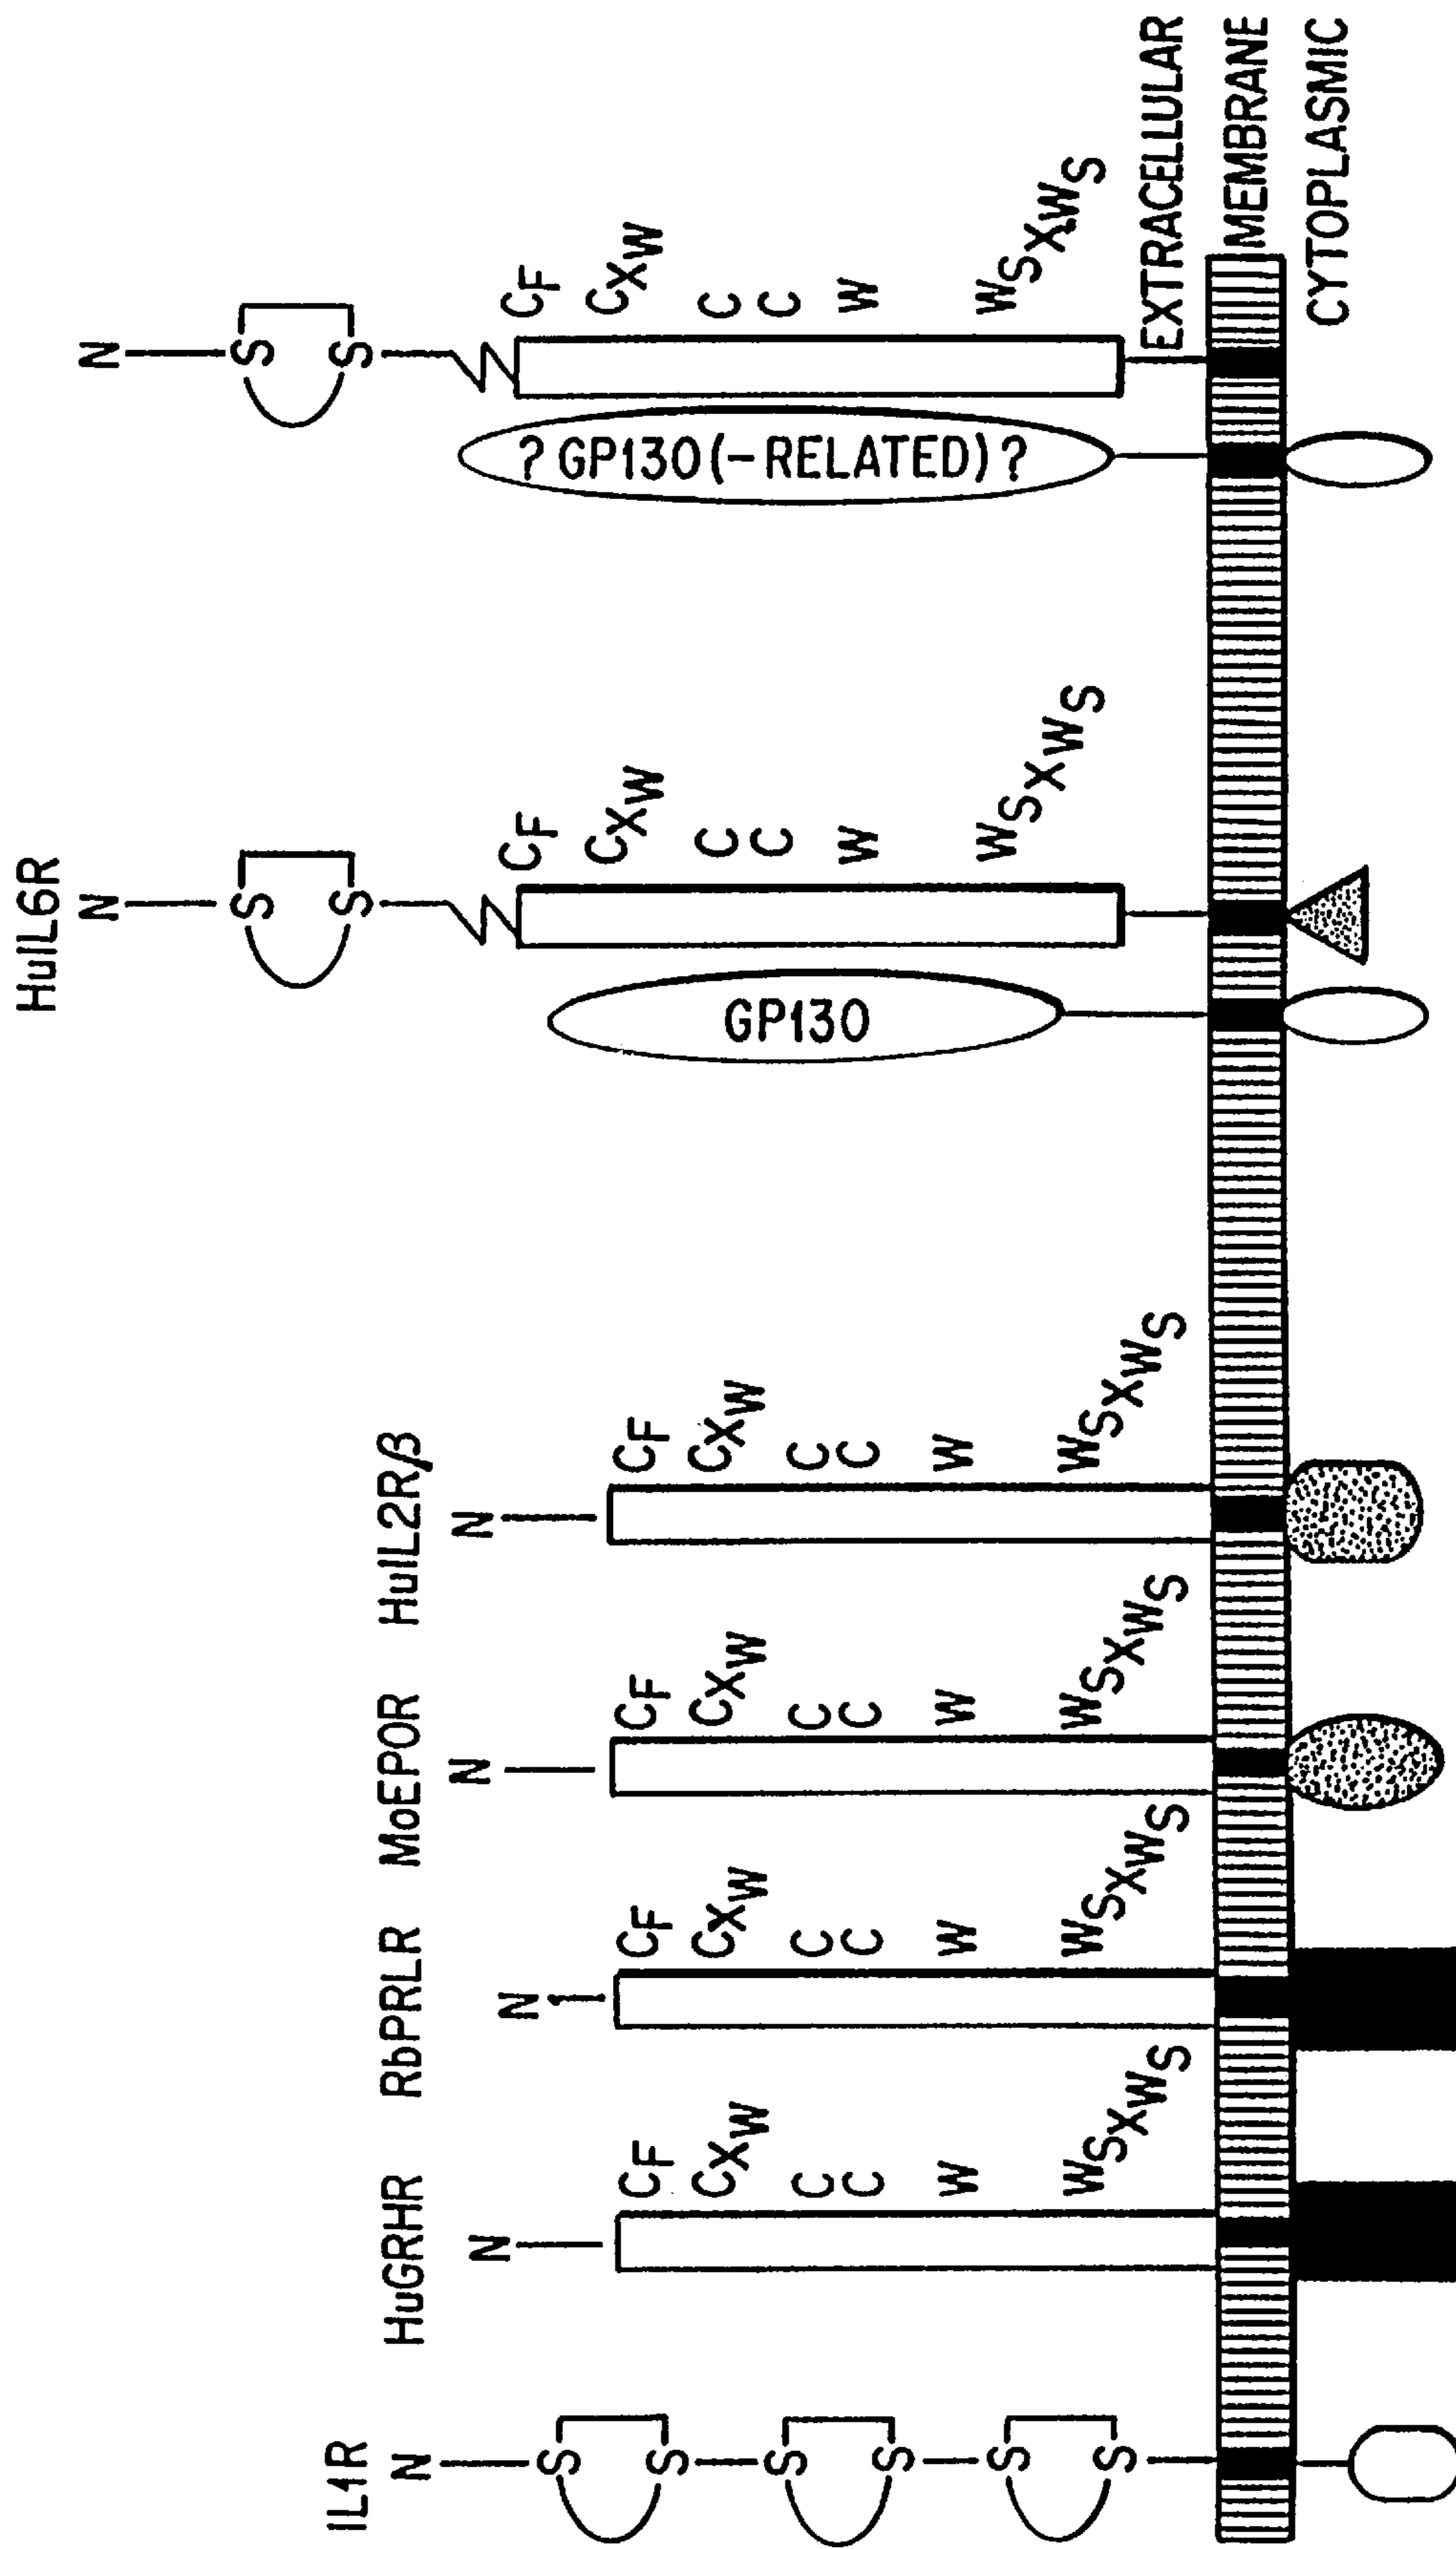 IL1R
N
S
S
S
S
S
S
HuGRHR
N
CF
CXW
C
C
W
WSXWS
RbPRLR
N
CF
CXW
C
C
W
WSXWS
MoEPOR
N
CF
CXW
C
C
W
WSXWS
HuIL2Rβ
N
CF
CXW
C
C
W
WSXWS
HuIL6R
N
S
S
GP130
CF
CXW
C
C
W
WSXWS
N
S
S
? GP130(-RELATED) ?
CF
CXW
C
C
W
WSXWS
EXTRACELLULAR
MEMBRANE
CYTOPLASMIC